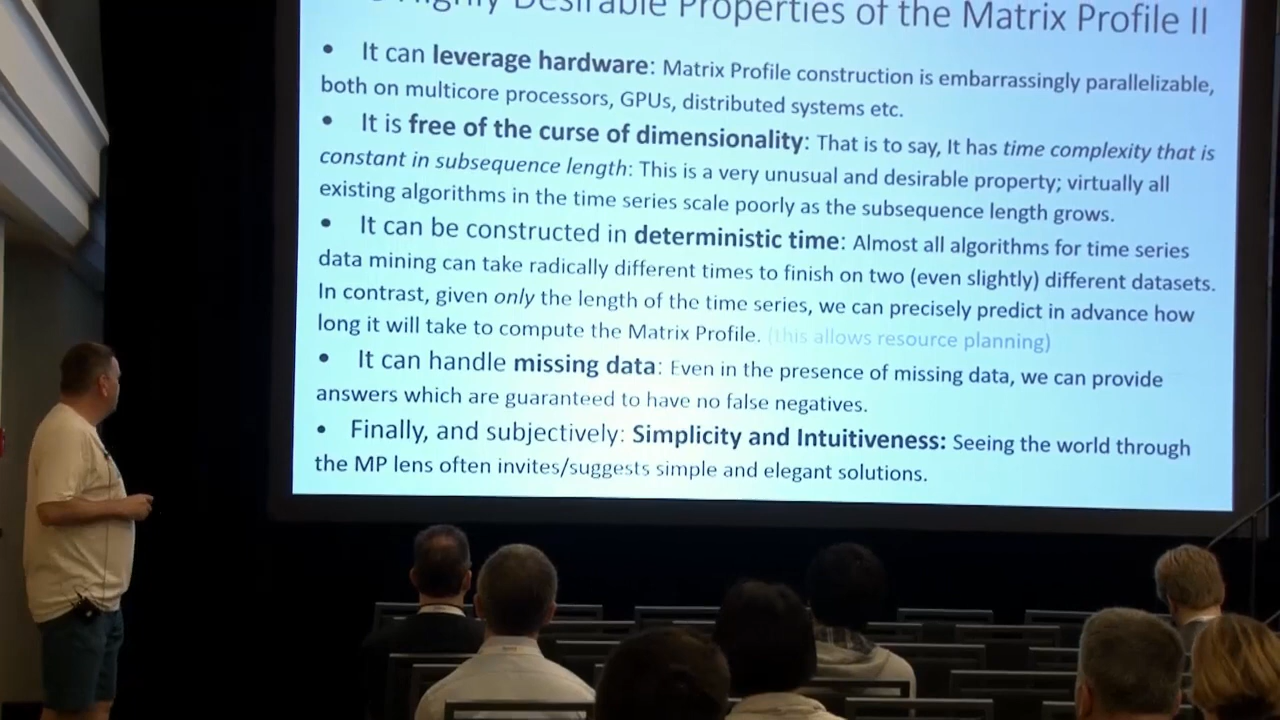 Highly Desirable Properties of the Matrix Profile II
• It can leverage hardware: Matrix Profile construction is embarrassingly parallelizable,
both on multicore processors, GPUs, distributed systems etc.
• It is free of the curse of dimensionality: That is to say, It has time complexity that is
constant in subsequence length: This is a very unusual and desirable property; virtually all
existing algorithms in the time series scale poorly as the subsequence length grows.
• It can be constructed in deterministic time: Almost all algorithms for time series
data mining can take radically different times to finish on two (even slightly) different datasets.
In contrast, given only the length of the time series, we can precisely predict in advance how
long it will take to compute the Matrix Profile. (this allows resource planning)
• It can handle missing data: Even in the presence of missing data, we can provide
answers which are guaranteed to have no false negatives.
• Finally, and subjectively: Simplicity and Intuitiveness: Seeing the world through
the MP lens often invites/suggests simple and elegant solutions.